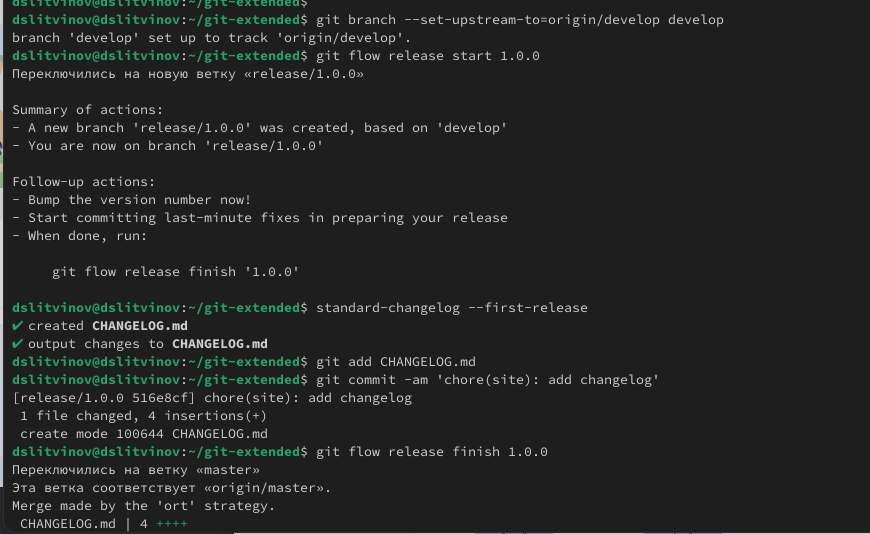 dslitvinov@dslitvinov:~/git-extended$
dslitvinov@dslitvinov:~/git-extended$ git branch --set-upstream-to=origin/develop develop
branch 'develop' set up to track 'origin/develop'.
dslitvinov@dslitvinov:~/git-extended$ git flow release start 1.0.0
Переключились на новую ветку «release/1.0.0»
Summary of actions:
- A new branch 'release/1.0.0' was created, based on 'develop'
- You are now on branch 'release/1.0.0'
Follow-up actions:
- Bump the version number now!
- Start committing last-minute fixes in preparing your release
- When done, run:
git flow release finish '1.0.0'
dslitvinov@dslitvinov:~/git-extended$ standard-changelog --first-release
✔ created CHANGELOG.md
✔ output changes to CHANGELOG.md
dslitvinov@dslitvinov:~/git-extended$ git add CHANGELOG.md
dslitvinov@dslitvinov:~/git-extended$ git commit -am 'chore(site): add changelog'
[release/1.0.0 516e8cf] chore(site): add changelog
1 file changed, 4 insertions(+)
create mode 100644 CHANGELOG.md
dslitvinov@dslitvinov:~/git-extended$ git flow release finish 1.0.0
Переключились на ветку «master»
Эта ветка соответствует «origin/master».
Merge made by the 'ort' strategy.
CHANGELOG.md | 4 ++++